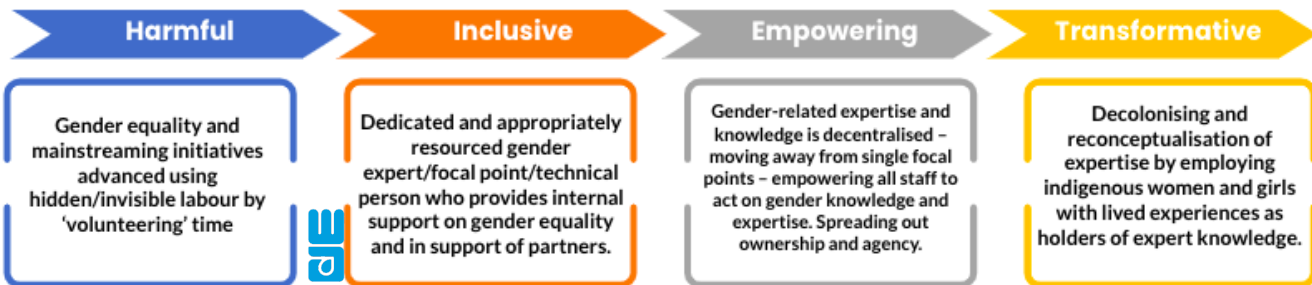 Harmful
Inclusive
Empowering
Transformative
Gender equality and
mainstreaming initiatives
advanced using
hidden/invisible labour by
‘volunteering’ time
Dedicated and appropriately
resourced gender
expert/focal point/technical
person who provides internal
support on gender equality
and in support of partners.
Gender-related expertise and
knowledge is decentralised –
moving away from single focal
points – empowering all staff to
act on gender knowledge and
expertise. Spreading out
ownership and agency.
Decolonising and
reconceptualisation of
expertise by employing
indigenous women and girls
with lived experiences as
holders of expert knowledge.